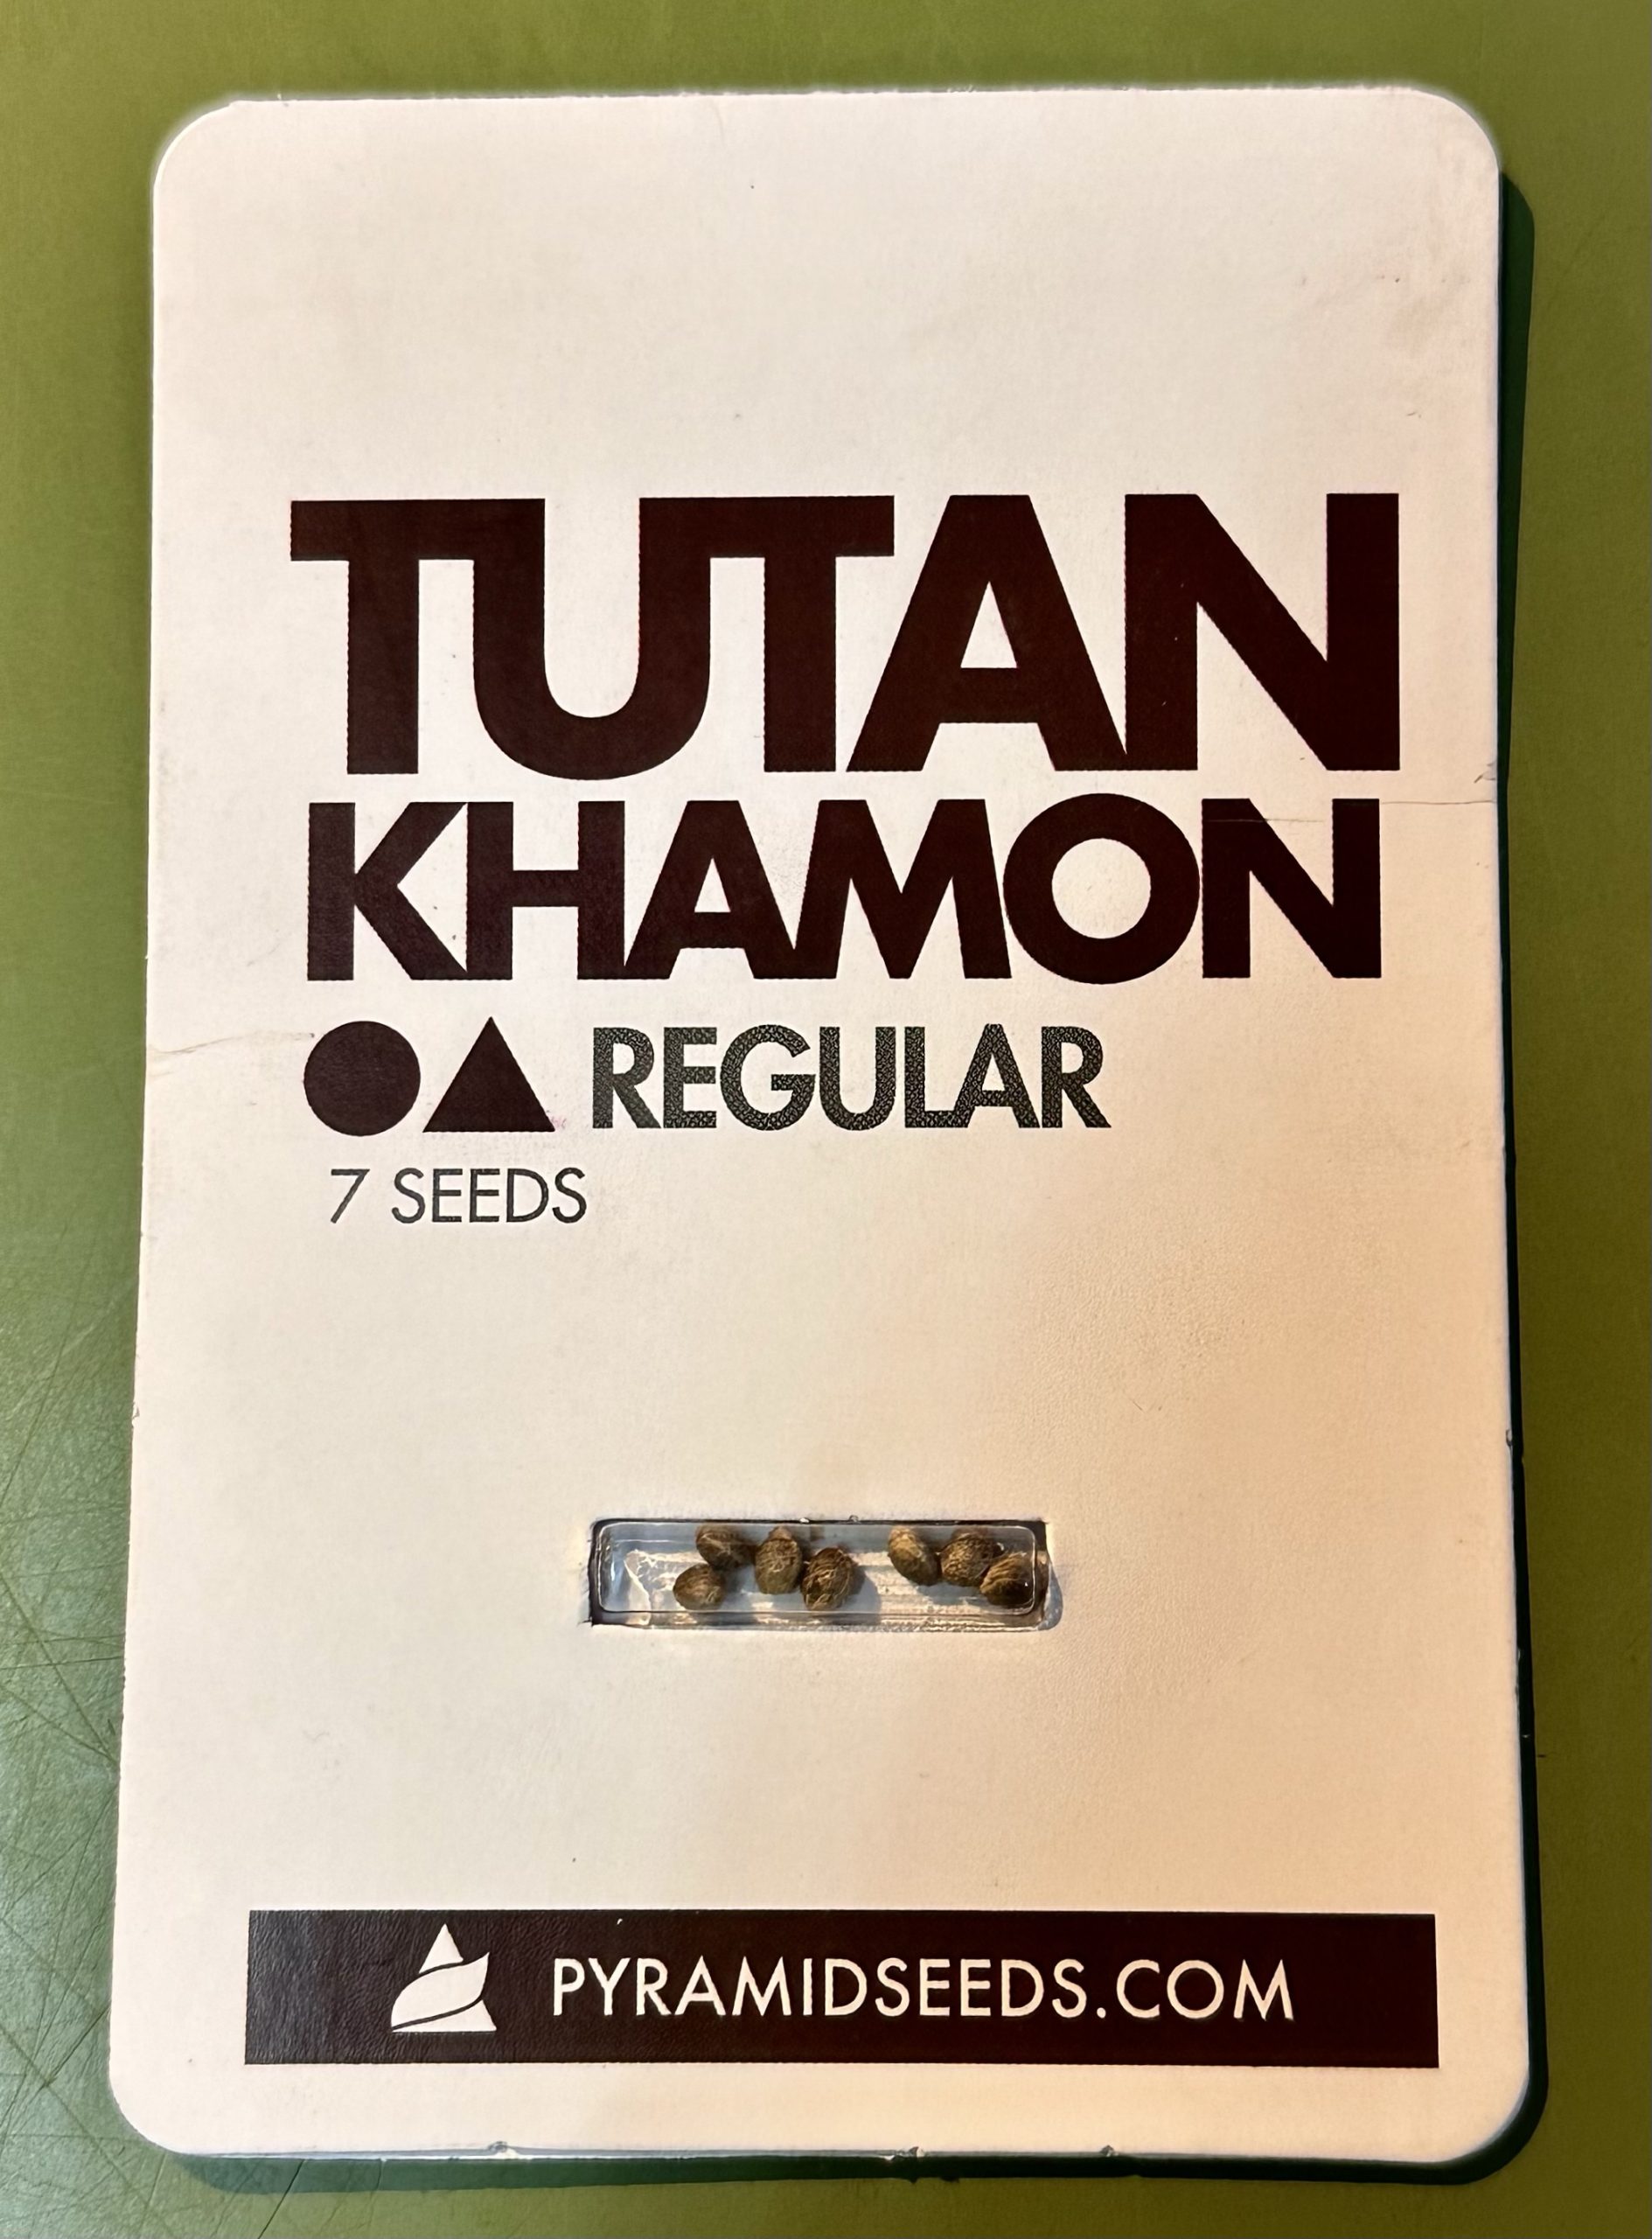 TUTAN
KHAMON
REGULAR
7 SEEDS
PYRAMIDSEEDS.COM